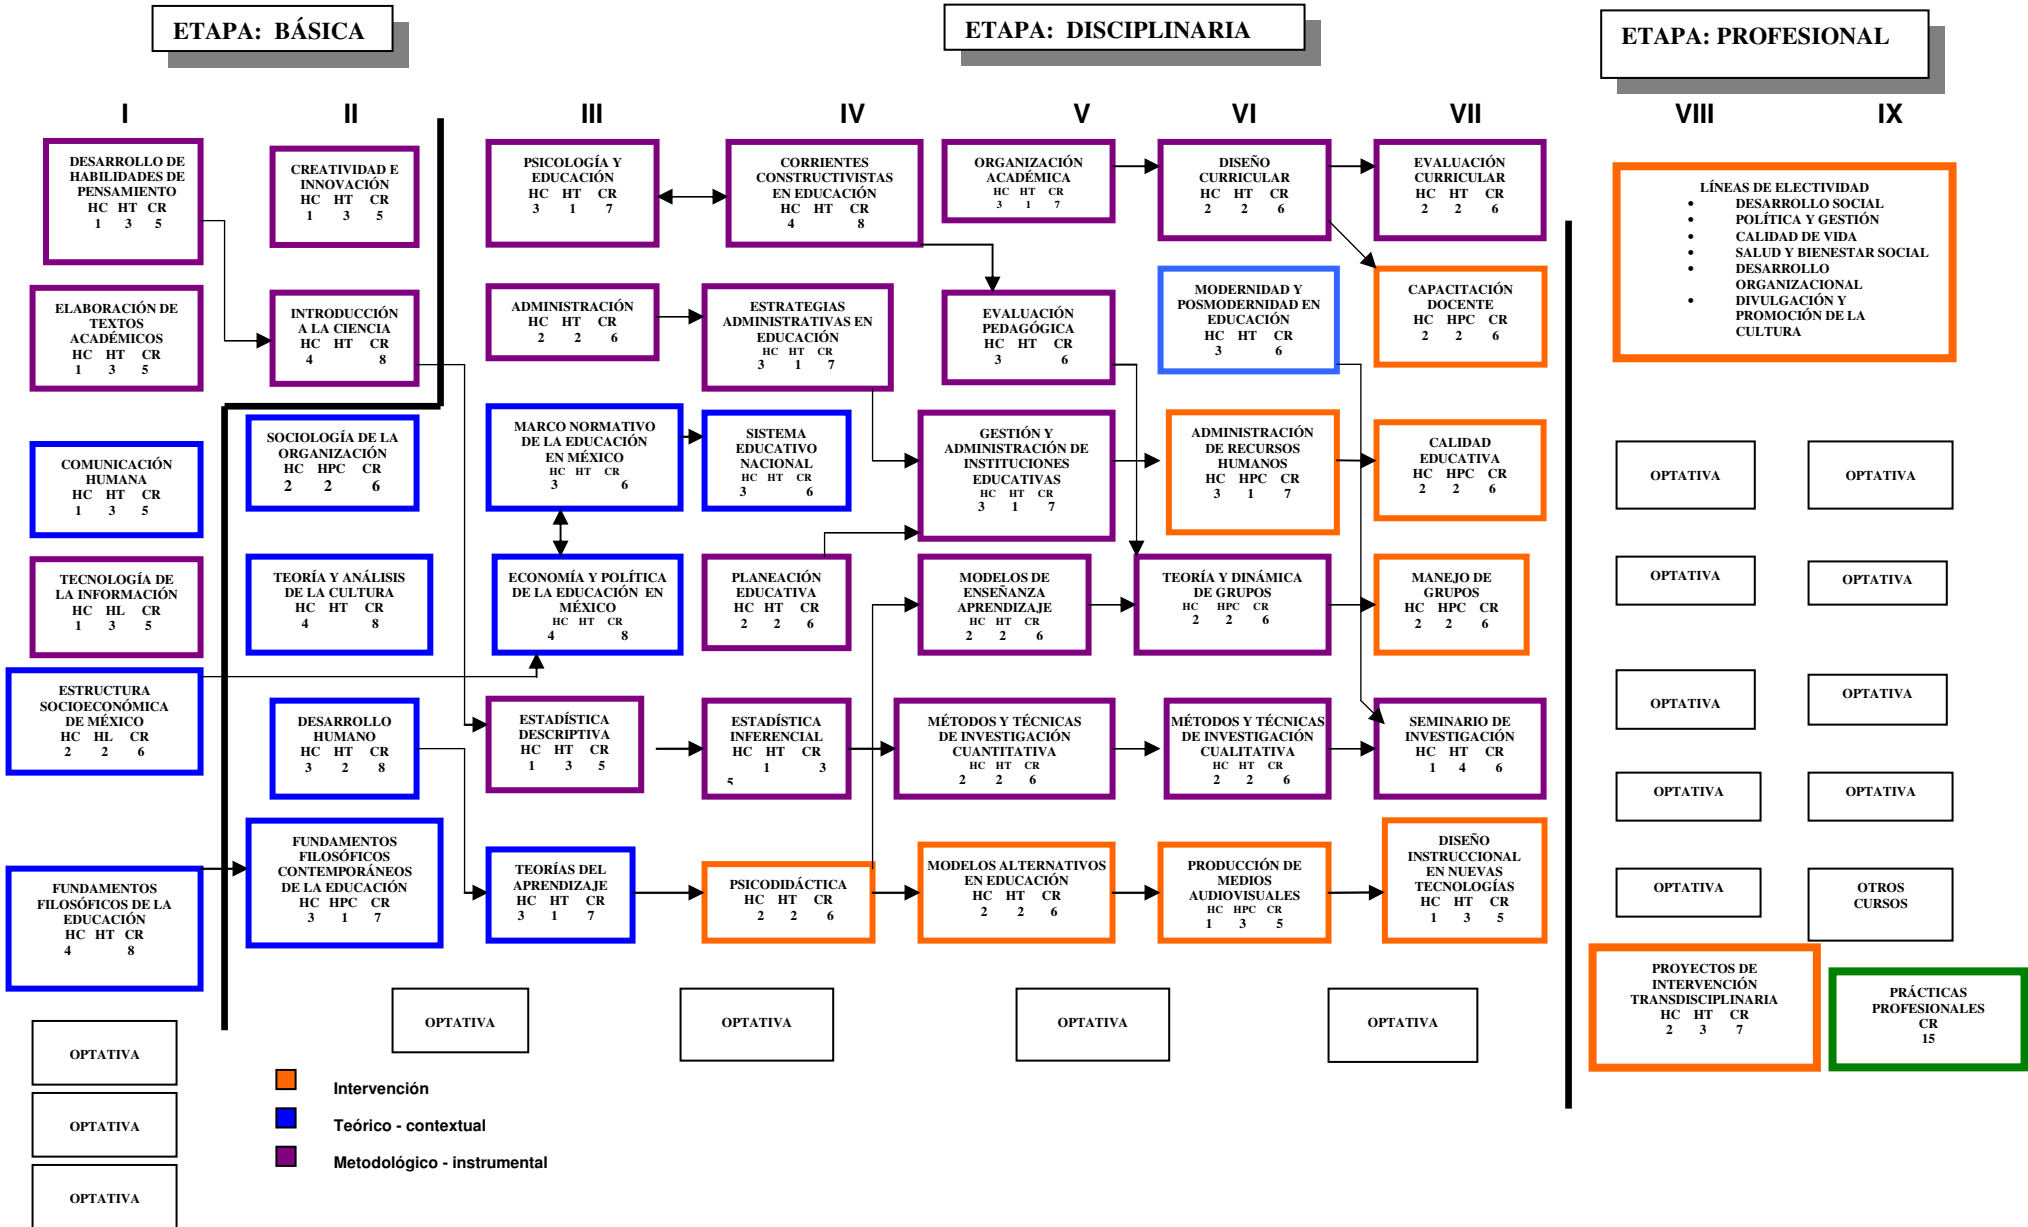 ETAPA: BÁSICA
ETAPA: DISCIPLINARIA
ETAPA: PROFESIONAL
I
II
III
IV
V
VI
VII
VIII
IX
DESARROLLO DE
HABILIDADES DE
PENSAMIENTO
HC HT CR
1 3 5
ELABORACIÓN DE
TEXTOS
ACADÉMICOS
HC HT CR
1 3 5
COMUNICACIÓN
HUMANA
HC HT CR
1 3 5
TECNOLOGÍA DE
LA INFORMACIÓN
HC HL CR
1 3 5
ESTRUCTURA
SOCIOECONÓMICA
DE MÉXICO
HC HL CR
2 2 6
FUNDAMENTOS
FILOSÓFICOS DE LA
EDUCACIÓN
HC HT CR
4 8
OPTATIVA
OPTATIVA
OPTATIVA
CREATIVIDAD E
INNOVACIÓN
HC HT CR
1 3 5
INTRODUCCIÓN
A LA CIENCIA
HC HT CR
4 8
SOCIOLOGÍA DE LA
ORGANIZACIÓN
HC HPC CR
2 2 6
TEORÍA Y ANÁLISIS
DE LA CULTURA
HC HT CR
4 8
DESARROLLO
HUMANO
HC HT CR
3 2 8
FUNDAMENTOS
FILOSÓFICOS
CONTEMPORÁNEOS
DE LA EDUCACIÓN
HC HPC CR
3 1 7
PSICOLOGÍA Y
EDUCACIÓN
HC HT CR
3 1 7
ADMINISTRACIÓN
HC HT CR
2 2 6
MARCO NORMATIVO
DE LA EDUCACIÓN
EN MÉXICO
HC HT CR
3 6
ECONOMÍA Y POLÍTICA
DE LA EDUCACIÓN EN
MÉXICO
HC HT CR
4 8
ESTADÍSTICA
DESCRIPTIVA
HC HT CR
1 3 5
TEORÍAS DEL
APRENDIZAJE
HC HT CR
3 1 7
OPTATIVA
CORRIENTES
CONSTRUCTIVISTAS
EN EDUCACIÓN
HC HT CR
4 8
ESTRATEGIAS
ADMINISTRATIVAS EN
EDUCACIÓN
HC HT CR
3 1 7
SISTEMA
EDUCATIVO
NACIONAL
HC HT CR
3 6
PLANEACIÓN
EDUCATIVA
HC HT CR
2 2 6
ESTADÍSTICA
INFERENCIAL
HC HT CR
1 3
5
PSICODIDÁCTICA
HC HT CR
2 2 6
OPTATIVA
ORGANIZACIÓN
ACADÉMICA
HC HT CR
3 1 7
EVALUACIÓN
PEDAGÓGICA
HC HT CR
3 6
GESTIÓN Y
ADMINISTRACIÓN DE
INSTITUCIONES
EDUCATIVAS
HC HT CR
3 1 7
MODELOS DE
ENSEÑANZA
APRENDIZAJE
HC HT CR
2 2 6
MÉTODOS Y TÉCNICAS
DE INVESTIGACIÓN
CUANTITATIVA
HC HT CR
2 2 6
MODELOS ALTERNATIVOS
EN EDUCACIÓN
HC HT CR
2 2 6
OPTATIVA
DISEÑO
CURRICULAR
HC HT CR
2 2 6
MODERNIDAD Y
POSMODERNIDAD EN
EDUCACIÓN
HC HT CR
3 6
ADMINISTRACIÓN
DE RECURSOS
HUMANOS
HC HPC CR
3 1 7
TEORÍA Y DINÁMICA
DE GRUPOS
HC HPC CR
2 2 6
MÉTODOS Y TÉCNICAS
DE INVESTIGACIÓN
CUALITATIVA
HC HT CR
2 2 6
PRODUCCIÓN DE
MEDIOS
AUDIOVISUALES
HC HPC CR
1 3 5
OPTATIVA
EVALUACIÓN
CURRICULAR
HC HT CR
2 2 6
CAPACITACIÓN
DOCENTE
HC HPC CR
2 2 6
CALIDAD
EDUCATIVA
HC HPC CR
2 2 6
MANEJO DE
GRUPOS
HC HPC CR
2 2 6
SEMINARIO DE
INVESTIGACIÓN
HC HT CR
1 4 6
DISEÑO
INSTRUCCIONAL
EN NUEVAS
TECNOLOGÍAS
HC HT CR
1 3 5
LÍNEAS DE ELECTIVIDAD
• DESARROLLO SOCIAL
• POLÍTICA Y GESTIÓN
• CALIDAD DE VIDA
• SALUD Y BIENESTAR SOCIAL
• DESARROLLO
ORGANIZACIONAL
• DIVULGACIÓN Y
PROMOCIÓN DE LA
CULTURA
OPTATIVA
OPTATIVA
OPTATIVA
OPTATIVA
OPTATIVA
PROYECTOS DE
INTERVENCIÓN
TRANSDISCIPLINARIA
HC HT CR
2 3 7
OPTATIVA
OPTATIVA
OPTATIVA
OPTATIVA
OTROS
CURSOS
PRÁCTICAS
PROFESIONALES
CR
15
Intervención
Teórico - contextual
Metodológico - instrumental